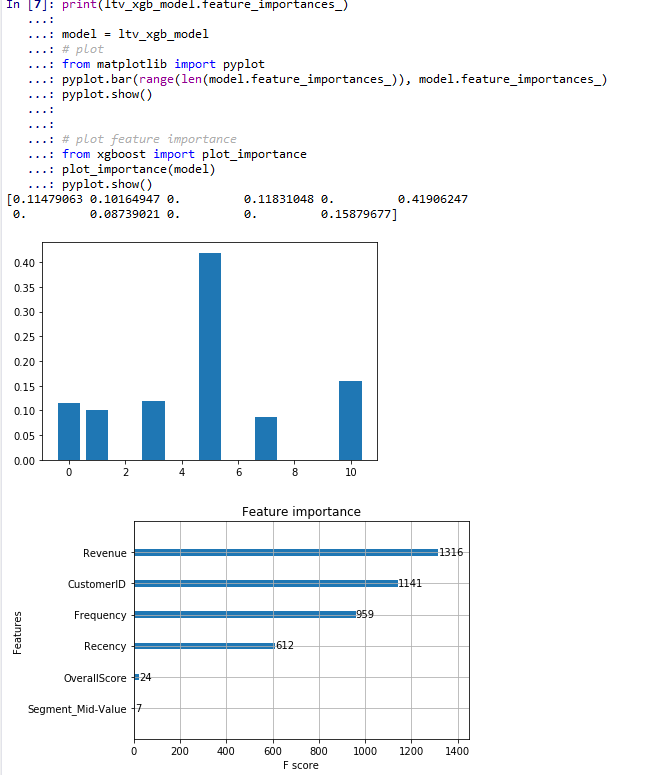 In [7]: print(ltv_xgb_model.feature_importances_)
...:
...: model = ltv_xgb_model
...: # plot
...: from matplotlib import pyplot
...: pyplot.bar(range(len(model.feature_importances_)), model.feature_importances_)
...: pyplot.show()
...:
...:
...: # plot feature importance
...: from xgboost import plot_importance
...: plot_importance(model)
...: pyplot.show()
[0.11479063 0.10164947 0. 0.11831048 0. 0.41906247
0. 0.08739021 0. 0. 0.15879677]
0.40
0.35
0.30
0.25
0.20
0.15
0.10
0.05
0.00
0 2 4 6 8 10
Feature importance
Revenue 1316
CustomerID 1141
Frequency 959
Recency 612
OverallScore 24
Segment_Mid-Value 7
Features
0 200 400 600 800 1000 1200 1400
F score